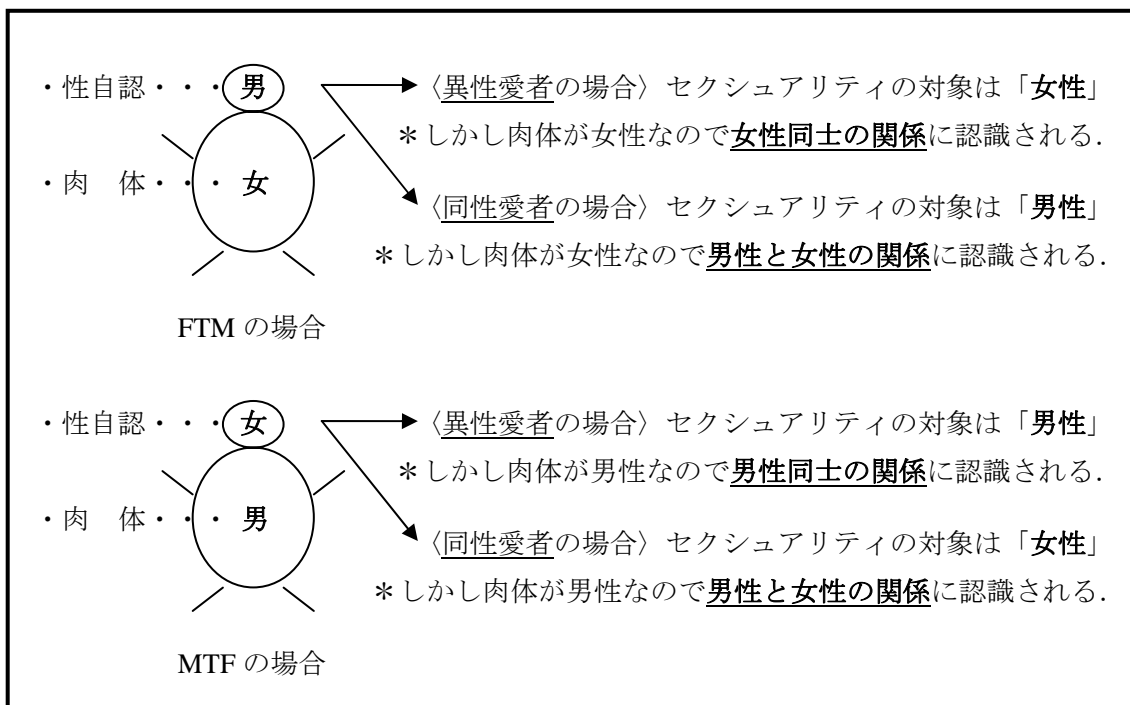 ・性自認・・・男 〈異性愛者の場合〉セクシュアリティの対象は「女性」
＊しかし肉体が女性なので女性同士の関係に認識される．
・肉　体・・・女
〈同性愛者の場合〉セクシュアリティの対象は「男性」
＊しかし肉体が女性なので男性と女性の関係に認識される．
FTM の場合
・性自認・・・女 〈異性愛者の場合〉セクシュアリティの対象は「男性」
＊しかし肉体が男性なので男性同士の関係に認識される．
・肉　体・・・男
〈同性愛者の場合〉セクシュアリティの対象は「女性」
＊しかし肉体が男性なので男性と女性の関係に認識される．
MTF の場合